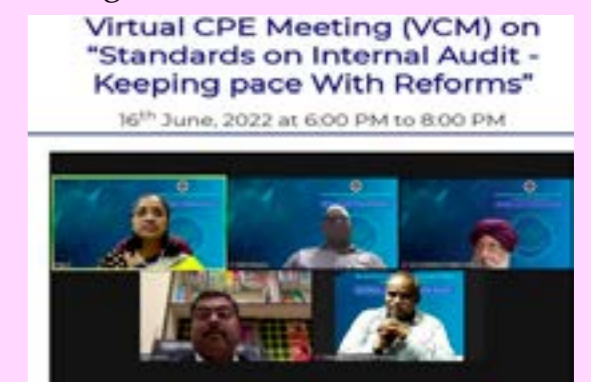 Virtual CPE Meeting (VCM) on
"Standards on Internal Audit -
Keeping pace With Reforms"
16th June, 2022 at 6:00 PM to 8:00 PM